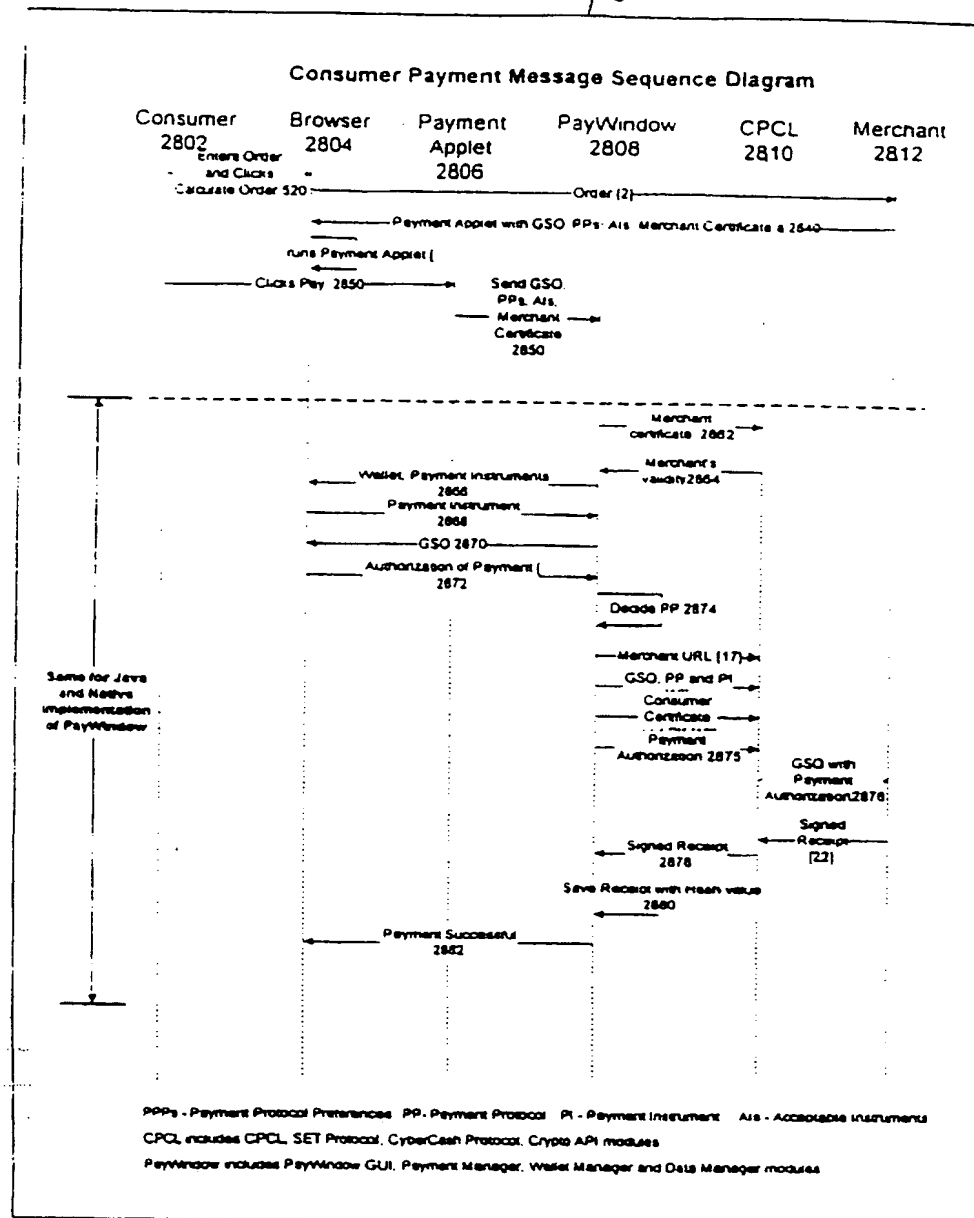 Consumer Payment Message Sequence Diagram
Consumer
2802
Browser
2804
Payment
Applet
2806
PayWindow
2808
CPCL
2810
Merchant
2812
Enters Order
and Clicks
Calculate Order 520
Order [2]
Payment Applet with GSO, PPs, AIs, Merchant Certificate a 2840
runs Payment Applet [
Clicks Pay 2850
Send GSO,
PPs, AIs,
Merchant
Certificate
2850
Merchant
certificate 2862
Merchant's
validity 2864
Wallet, Payment Instruments
2866
Payment Instrument
2868
GSO 2870
Authorization of Payment [
2872
Decide PP 2874
Merchant URL [17]
GSO, PP and PI
Consumer
Certificate
Payment
Authorization 2875
GSO with
Payment
Authorization2876
Signed
Receipt
[22]
Signed Receipt
2878
Save Receipt with Hash value
2880
Payment Successful
2882
Same for Java
and Native
implementation
of PayWindow
PPPs - Payment Protocol Preferences PP- Payment Protocol PI - Payment Instrument AIs - Acceptable Instruments
CPCL includes CPCL, SET Protocol, CyberCash Protocol, Crypto API modules
PayWindow includes PayWindow GUI, Payment Manager, Wallet Manager and Data Manager modules